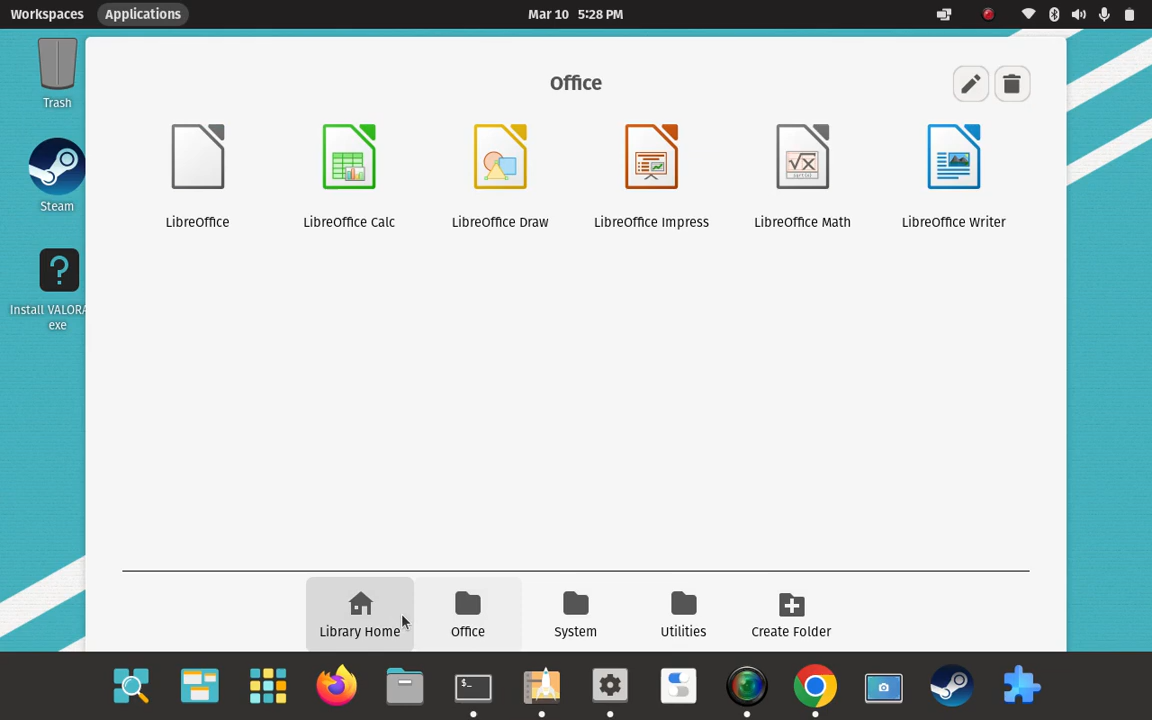 Workspaces Applications Mar 10 5:28 PM
Trash
Steam
Install VALORA
exe
Office
LibreOffice LibreOffice Calc LibreOffice Draw LibreOffice Impress LibreOffice Math LibreOffice Writer
Library Home Office System Utilities Create Folder
$_